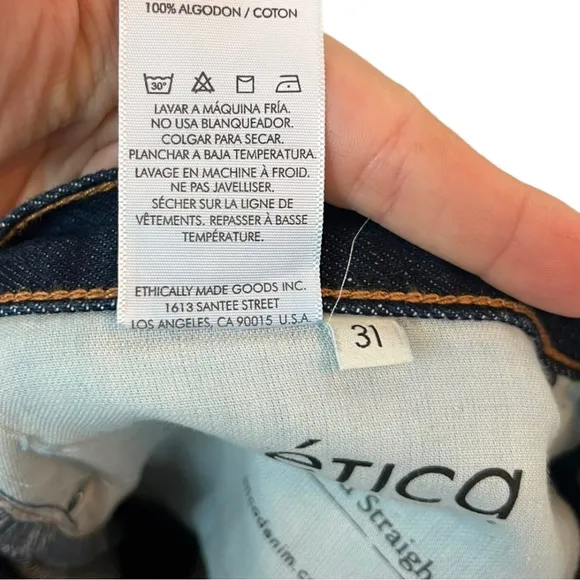 100% ALGODON / COTON
30°
LAVAR A MÁQUINA FRÍA.
NO USA BLANQUEADOR.
COLGAR PARA SECAR.
PLANCHAR A BAJA TEMPERATURA.
LAVAGE EN MACHINE À FROID.
NE PAS JAVELLISER.
SÉCHER SUR LA LIGNE DE
VÊTEMENTS. REPASSER À BASSE
TEMPÉRATURE.
ETHICALLY MADE GOODS INC.
1613 SANTEE STREET
LOS ANGELES, CA 90015 U.S.A
31
ética
Straigh